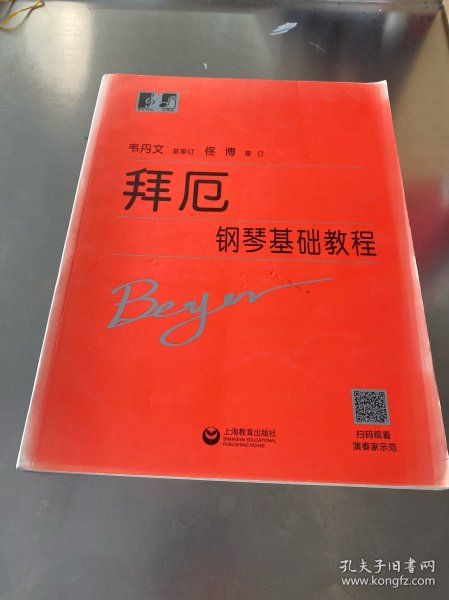 韦丹文 总审订 佟 博 审 订
拜厄
钢琴基础教程
Beyer
上海教育出版社
SHANGHAI EDUCATIONAL
PUBLISHING HOUSE
扫码观看
演奏家示范
孔夫子旧书网
www.kongfz.com